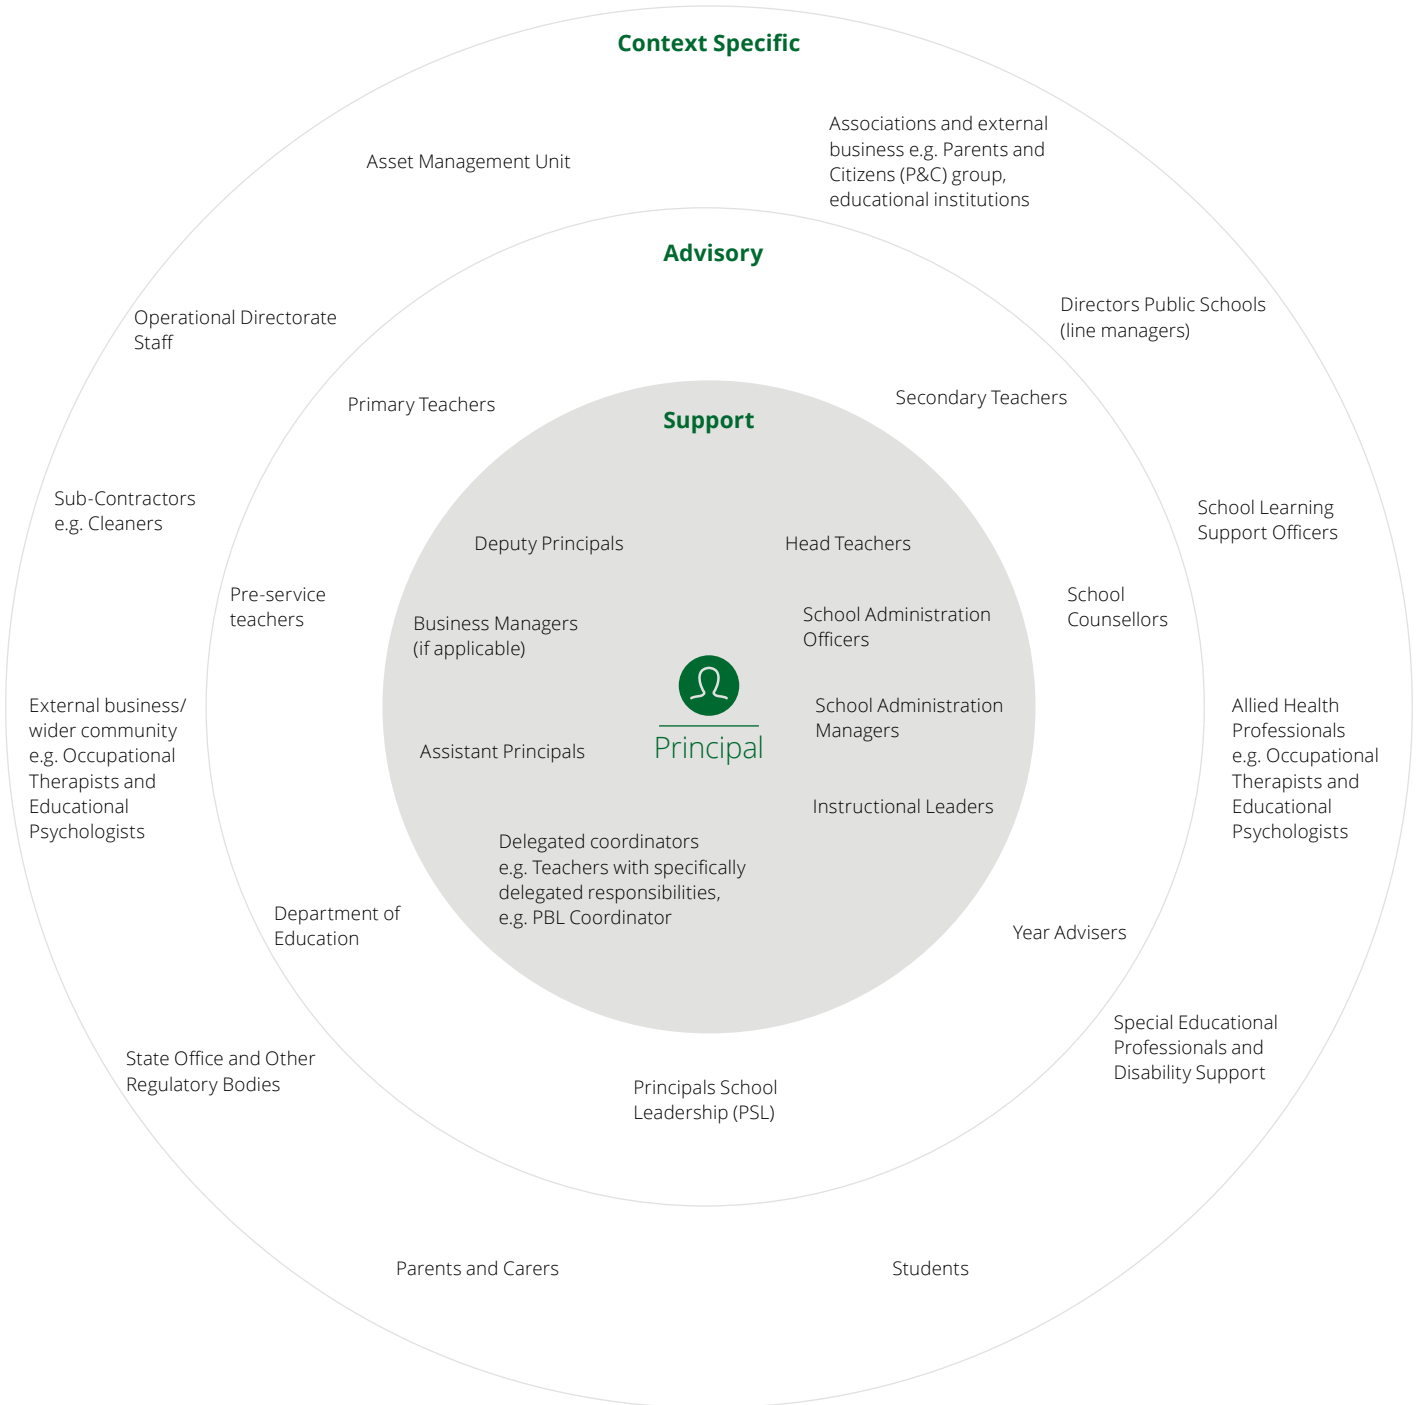 Context Specific
Associations and external
business e.g. Parents and
Citizens (P&C) group,
educational institutions
Asset Management Unit
Advisory
Directors Public Schools
(line managers)
Operational Directorate
Staff
Primary Teachers
Secondary Teachers
Support
Sub-Contractors
e.g. Cleaners
School Learning
Support Officers
Deputy Principals
Head Teachers
Pre-service
teachers
School
Counsellors
Business Managers
(if applicable)
School Administration
Officers
External business/
wider community
e.g. Occupational
Therapists and
Educational
Psychologists
School Administration
Managers
Allied Health
Professionals
e.g. Occupational
Therapists and
Educational
Psychologists
Principal
Assistant Principals
Instructional Leaders
Delegated coordinators
e.g. Teachers with specifically
delegated responsibilities,
e.g. PBL Coordinator
Department of
Education
Year Advisers
Special Educational
Professionals and
Disability Support
State Office and Other
Regulatory Bodies
Principals School
Leadership (PSL)
Parents and Carers
Students